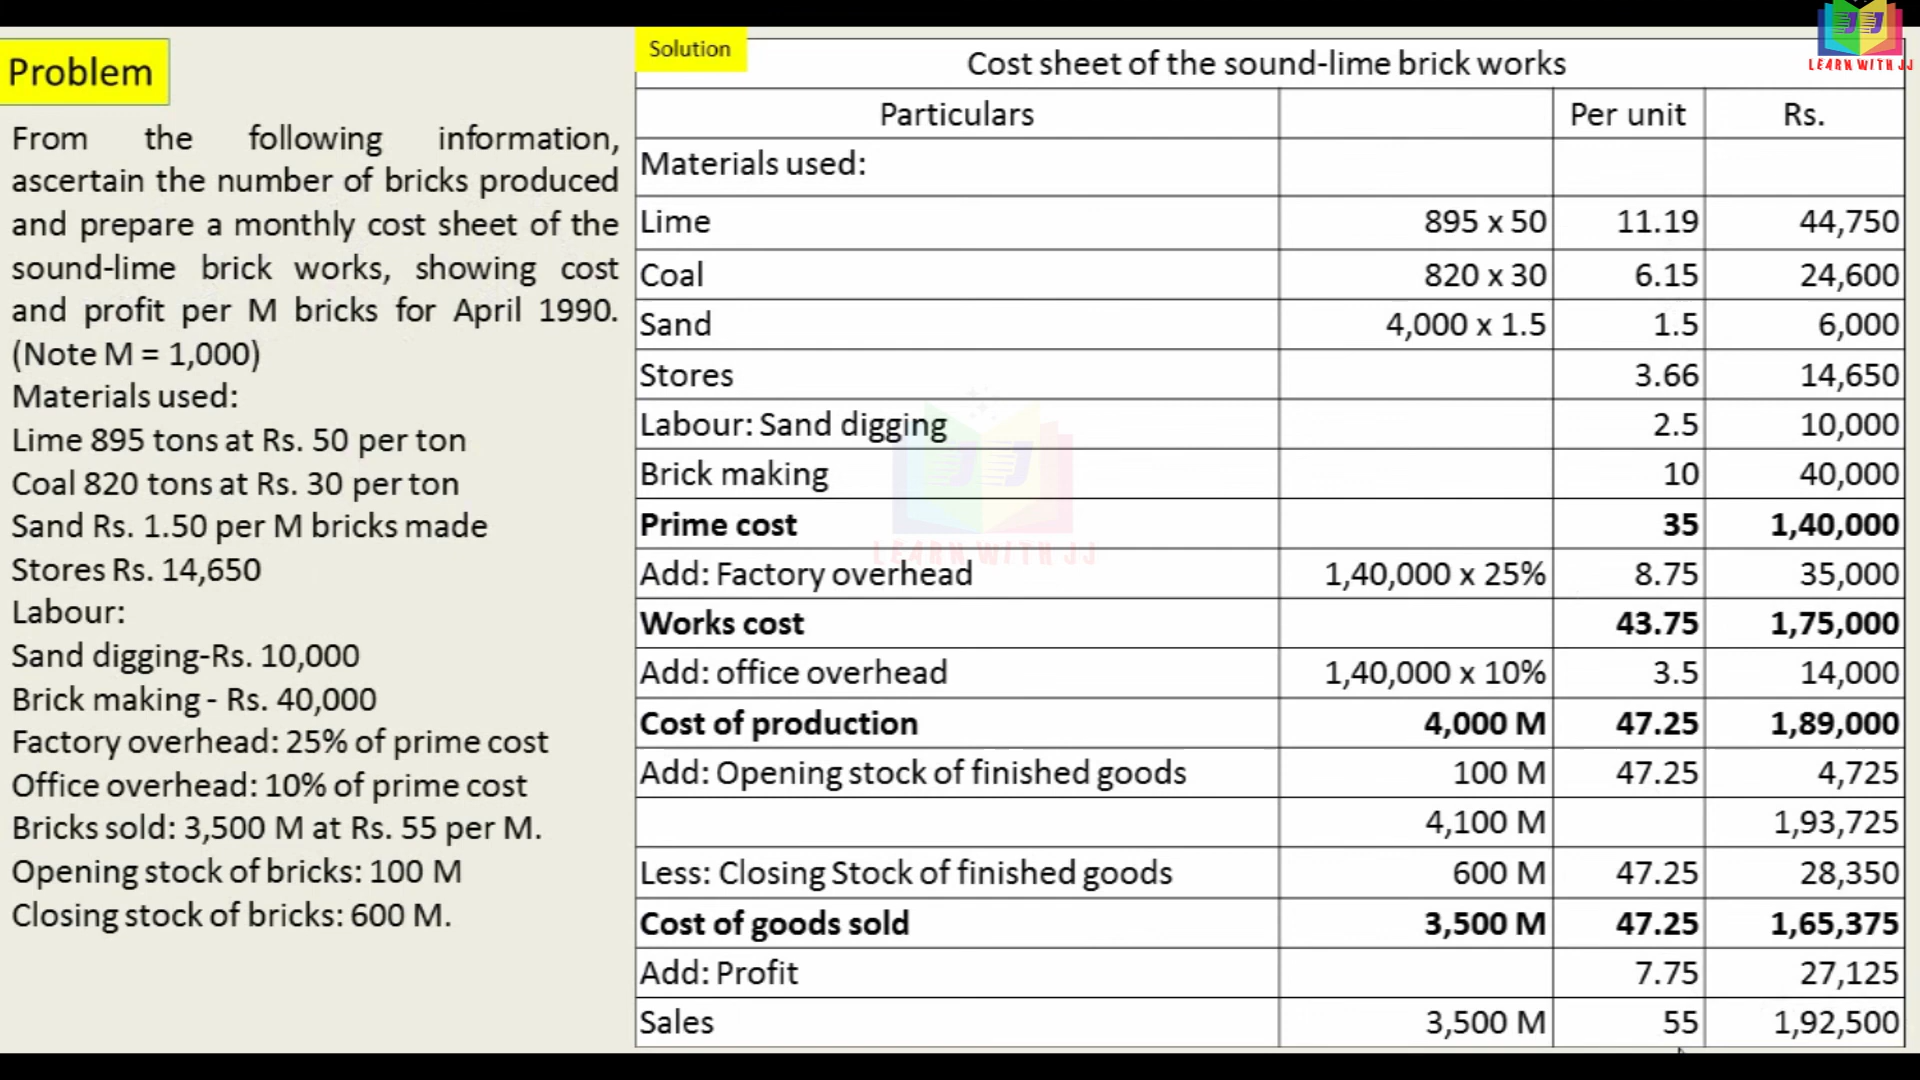 Problem
From the following information,
ascertain the number of bricks produced
and prepare a monthly cost sheet of the
sound-lime brick works, showing cost
and profit per M bricks for April 1990.
(Note M = 1,000)
Materials used:
Lime 895 tons at Rs. 50 per ton
Coal 820 tons at Rs. 30 per ton
Sand Rs. 1.50 per M bricks made
Stores Rs. 14,650
Labour:
Sand digging-Rs. 10,000
Brick making - Rs. 40,000
Factory overhead: 25% of prime cost
Office overhead: 10% of prime cost
Bricks sold: 3,500 M at Rs. 55 per M.
Opening stock of bricks: 100 M
Closing stock of bricks: 600 M.
Solution
Cost sheet of the sound-lime brick works
Particulars Per unit Rs.
Materials used:
Lime 895 x 50 11.19 44,750
Coal 820 x 30 6.15 24,600
Sand 4,000 x 1.5 1.5 6,000
Stores 3.66 14,650
Labour: Sand digging 2.5 10,000
Brick making 10 40,000
Prime cost 35 1,40,000
Add: Factory overhead 1,40,000 x 25% 8.75 35,000
Works cost 43.75 1,75,000
Add: office overhead 1,40,000 x 10% 3.5 14,000
Cost of production 4,000 M 47.25 1,89,000
Add: Opening stock of finished goods 100 M 47.25 4,725
4,100 M 1,93,725
Less: Closing Stock of finished goods 600 M 47.25 28,350
Cost of goods sold 3,500 M 47.25 1,65,375
Add: Profit 7.75 27,125
Sales 3,500 M 55 1,92,500
JJ
LEARN WITH JJ
JJ
LEARN WITH JJ